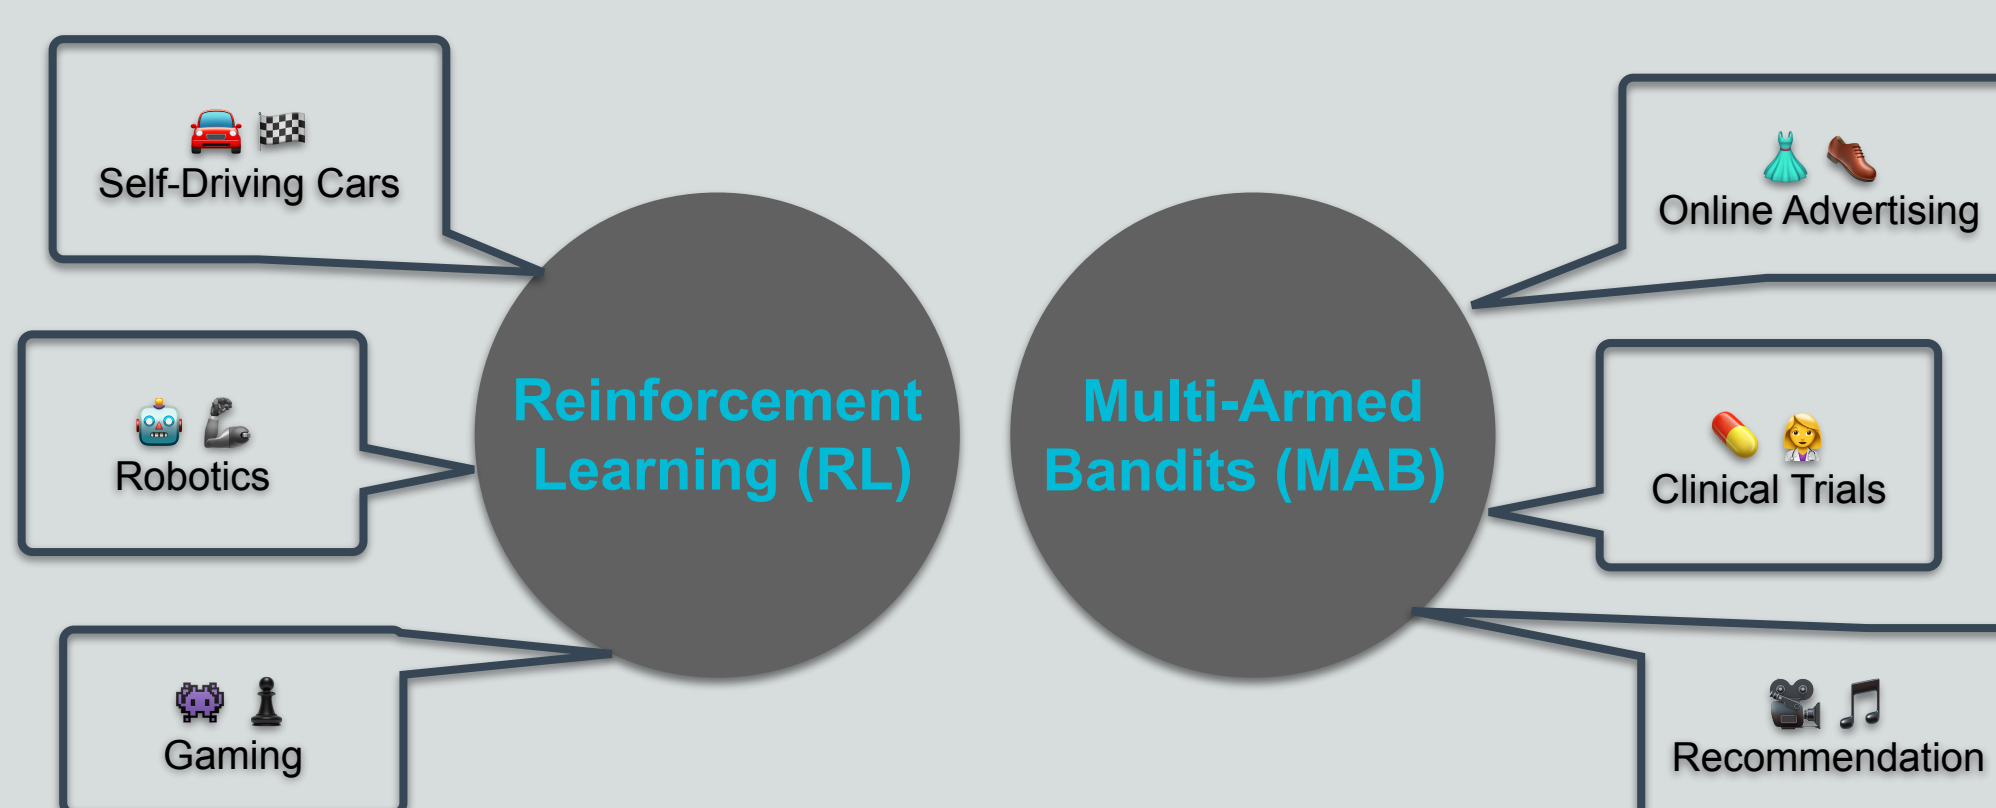 Self-Driving Cars
Robotics
Gaming
Reinforcement
Learning (RL)
Multi-Armed
Bandits (MAB)
Online Advertising
Clinical Trials
Recommendation